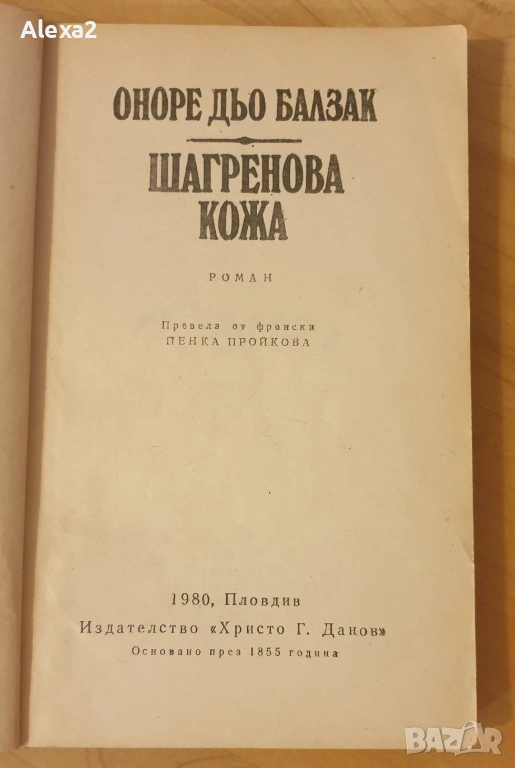 Alexa2
ОНОРЕ ДЬО БАЛЗАК
ШАГРЕНОВА
КОЖА
РОМАН
Превела от френски
ПЕНКА ПРОЙКОВА
1980, Пловдив
Издателство «Христо Г. Данов»
Основано през 1855 година
BAZAR